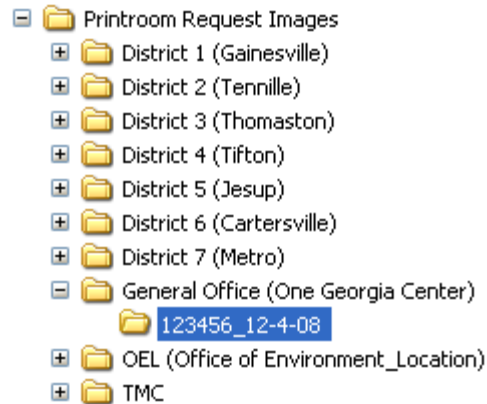 Printroom Request Images
District 1 (Gainesville)
District 2 (Tennille)
District 3 (Thomaston)
District 4 (Tifton)
District 5 (Jesup)
District 6 (Cartersville)
District 7 (Metro)
General Office (One Georgia Center)
123456_12-4-08
OEL (Office of Environment_Location)
TMC